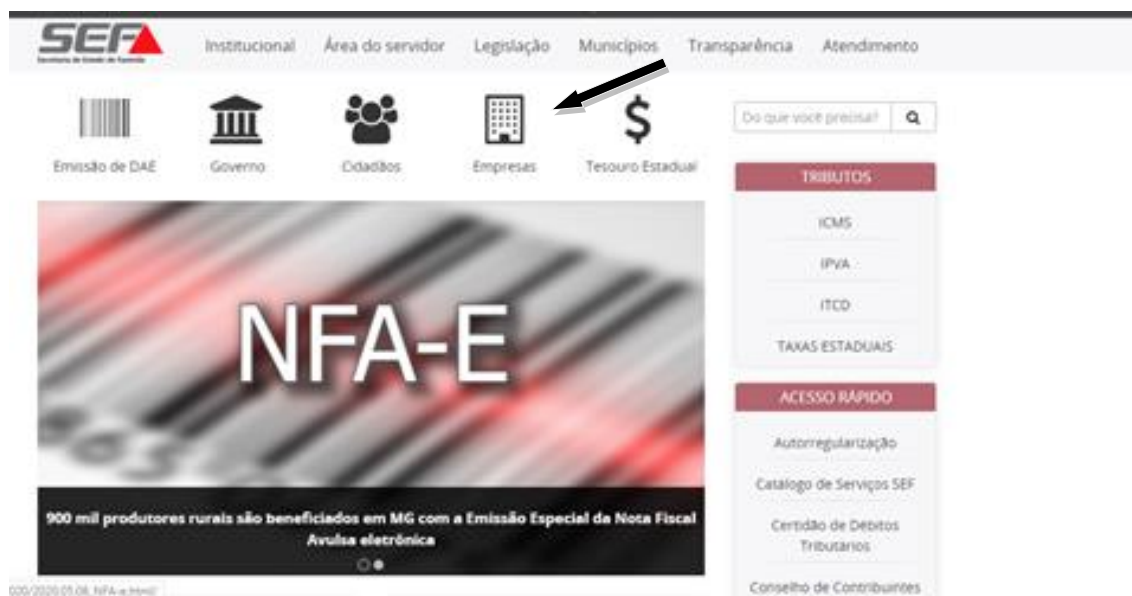 SEF
Secretaria de Estado de Fazenda
Institucional Área do servidor Legislação Municípios Transparência Atendimento
Emissão de DAE Governo Cidadãos Empresas Tesouro Estadual
Do que você precisa?
TRIBUTOS
ICMS
IPVA
ITCD
TAXAS ESTADUAIS
NFA-E
900 mil produtores rurais são beneficiados em MG com a Emissão Especial da Nota Fiscal
Avulsa eletrônica
ACESSO RÁPIDO
Autorregularização
Catálogo de Serviços SEF
Certidão de Débitos
Tributários
Conselho de Contribuintes